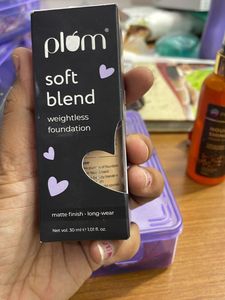 plum
soft
blend
weightless
foundation
matte finish - long-wear
Net vol. 30 ml | 1.01 fl. oz.